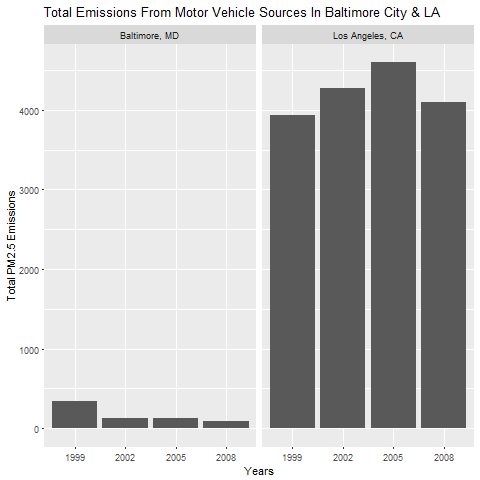 Total Emissions From Motor Vehicle Sources In Baltimore City & LA
Baltimore, MD
Los Angeles, CA
Total PM2.5 Emissions
4000
3000
2000
1000
0
1999 2002 2005 2008 1999 2002 2005 2008
Years